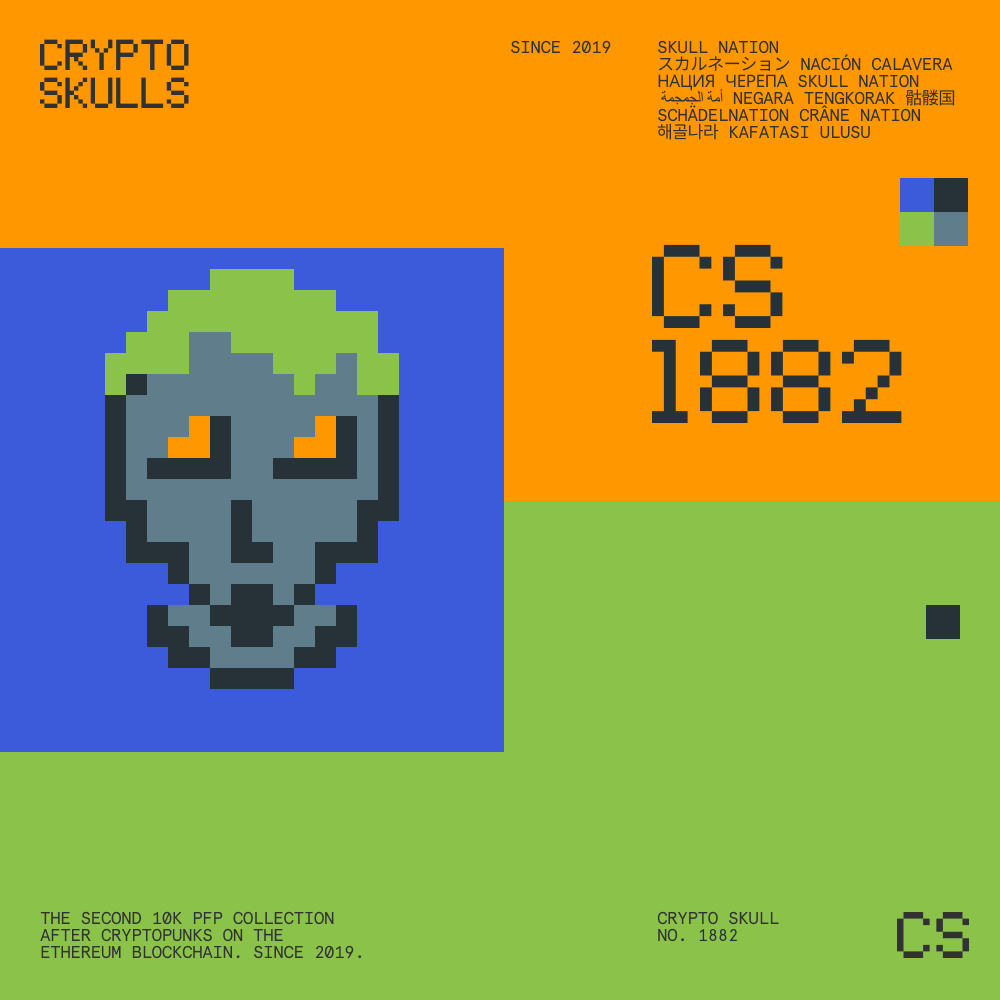 CRYPTO
SKULLS
SINCE 2019
SKULL NATION
スカルネーション NACIÓN CALAVERA
НАЦИЯ ЧЕРЕПА SKULL NATION
أمة الجمجمة NEGARA TENGKORAK 骷髅国
SCHÄDELNATION CRÂNE NATION
해골나라 KAFATASI ULUSU
CS
1882
THE SECOND 10K PFP COLLECTION
AFTER CRYPTOPUNKS ON THE
ETHEREUM BLOCKCHAIN. SINCE 2019.
CRYPTO SKULL
NO. 1882
CS